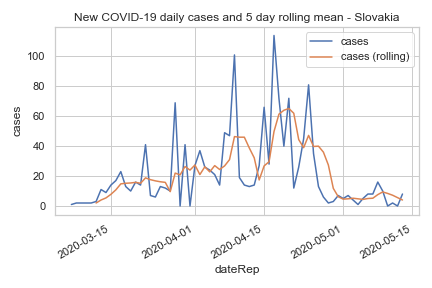 New COVID-19 daily cases and 5 day rolling mean - Slovakia
cases
cases (rolling)
100
80
60
40
20
0
cases
2020-03-15
2020-04-01
2020-04-15
2020-05-01
2020-05-15
dateRep